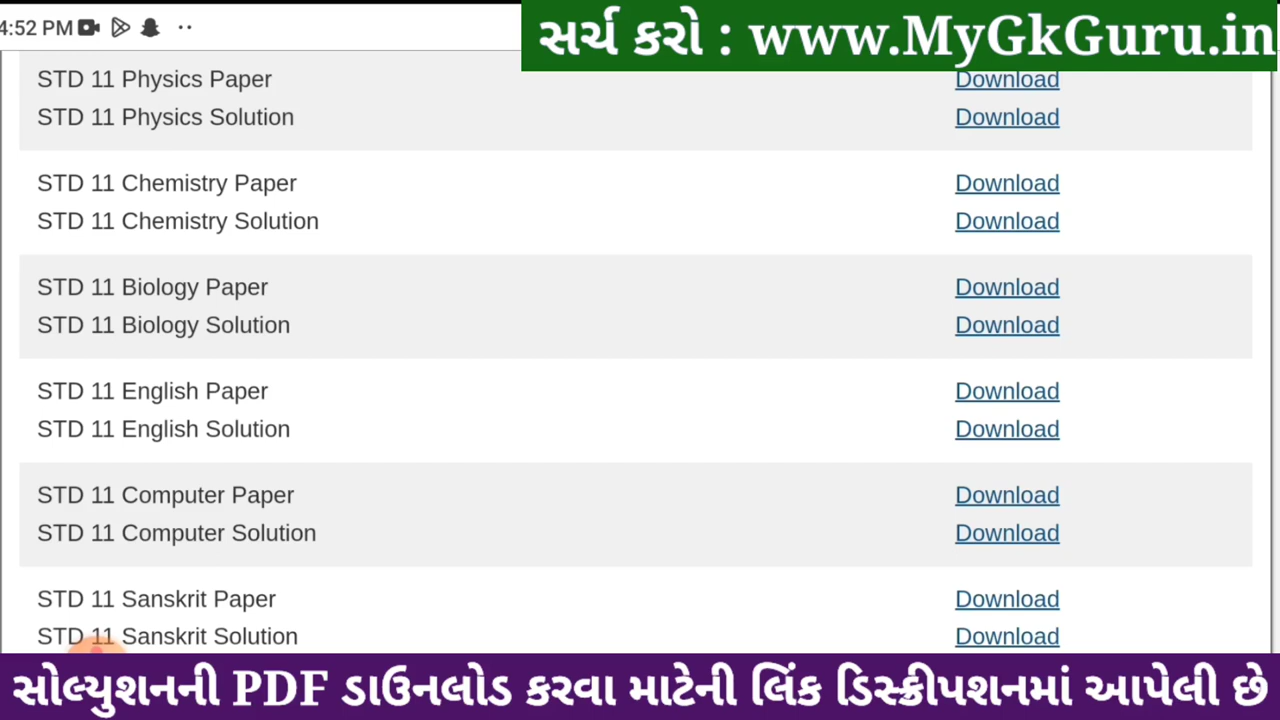 4:52 PM
સર્ચ કરો : www.MyGkGuru.in
STD 11 Physics Paper Download
STD 11 Physics Solution Download
STD 11 Chemistry Paper Download
STD 11 Chemistry Solution Download
STD 11 Biology Paper Download
STD 11 Biology Solution Download
STD 11 English Paper Download
STD 11 English Solution Download
STD 11 Computer Paper Download
STD 11 Computer Solution Download
STD 11 Sanskrit Paper Download
STD 11 Sanskrit Solution Download
સોલ્યુશનની PDF ડાઉનલોડ કરવા માટેની લિંક ડિસ્ક્રીપશનમાં આપેલી છે